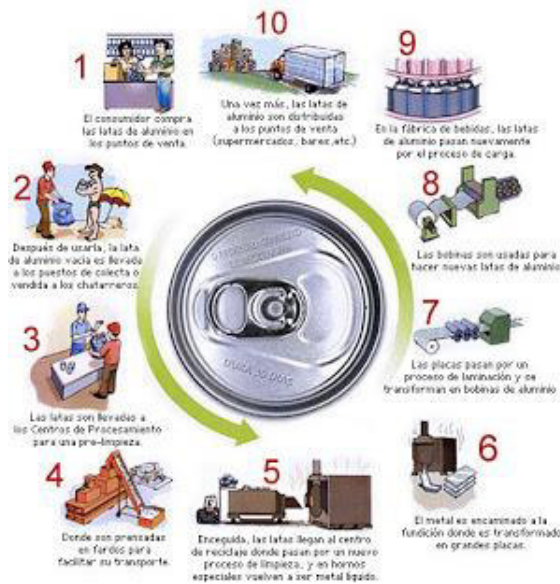 1
El consumidor compra
las latas de aluminio en
los puntos de venta.
2
Después de usarla, la lata
de aluminio vacía es llevada
a los puestos de colecta o
vendida a los chatarreros.
3
Las latas son llevadas a
los Centros de Procesamiento
para una pre-limpieza.
4
Donde son prensadas
en fardos para
facilitar su transporte.
5
Enceguida, las latas llegan al centro
de reciclaje donde pasan por un nuevo
proceso de limpieza, y en hornos
especiales vuelven a ser metal líquido.
6
El metal es encaminado a la
fundición donde es transformado
en grandes placas.
7
Las placas pasan por un
proceso de laminación y se
transforman en bobinas de aluminio
8
Las bobinas son usadas para
hacer nuevas latas de aluminio
9
En la fábrica de bebidas, las latas
de aluminio pasan nuevamente
por el proceso de carga.
10
Una vez más, las latas de
aluminio son distribuidas
a los puntos de venta
(supermercados, bares,etc.)